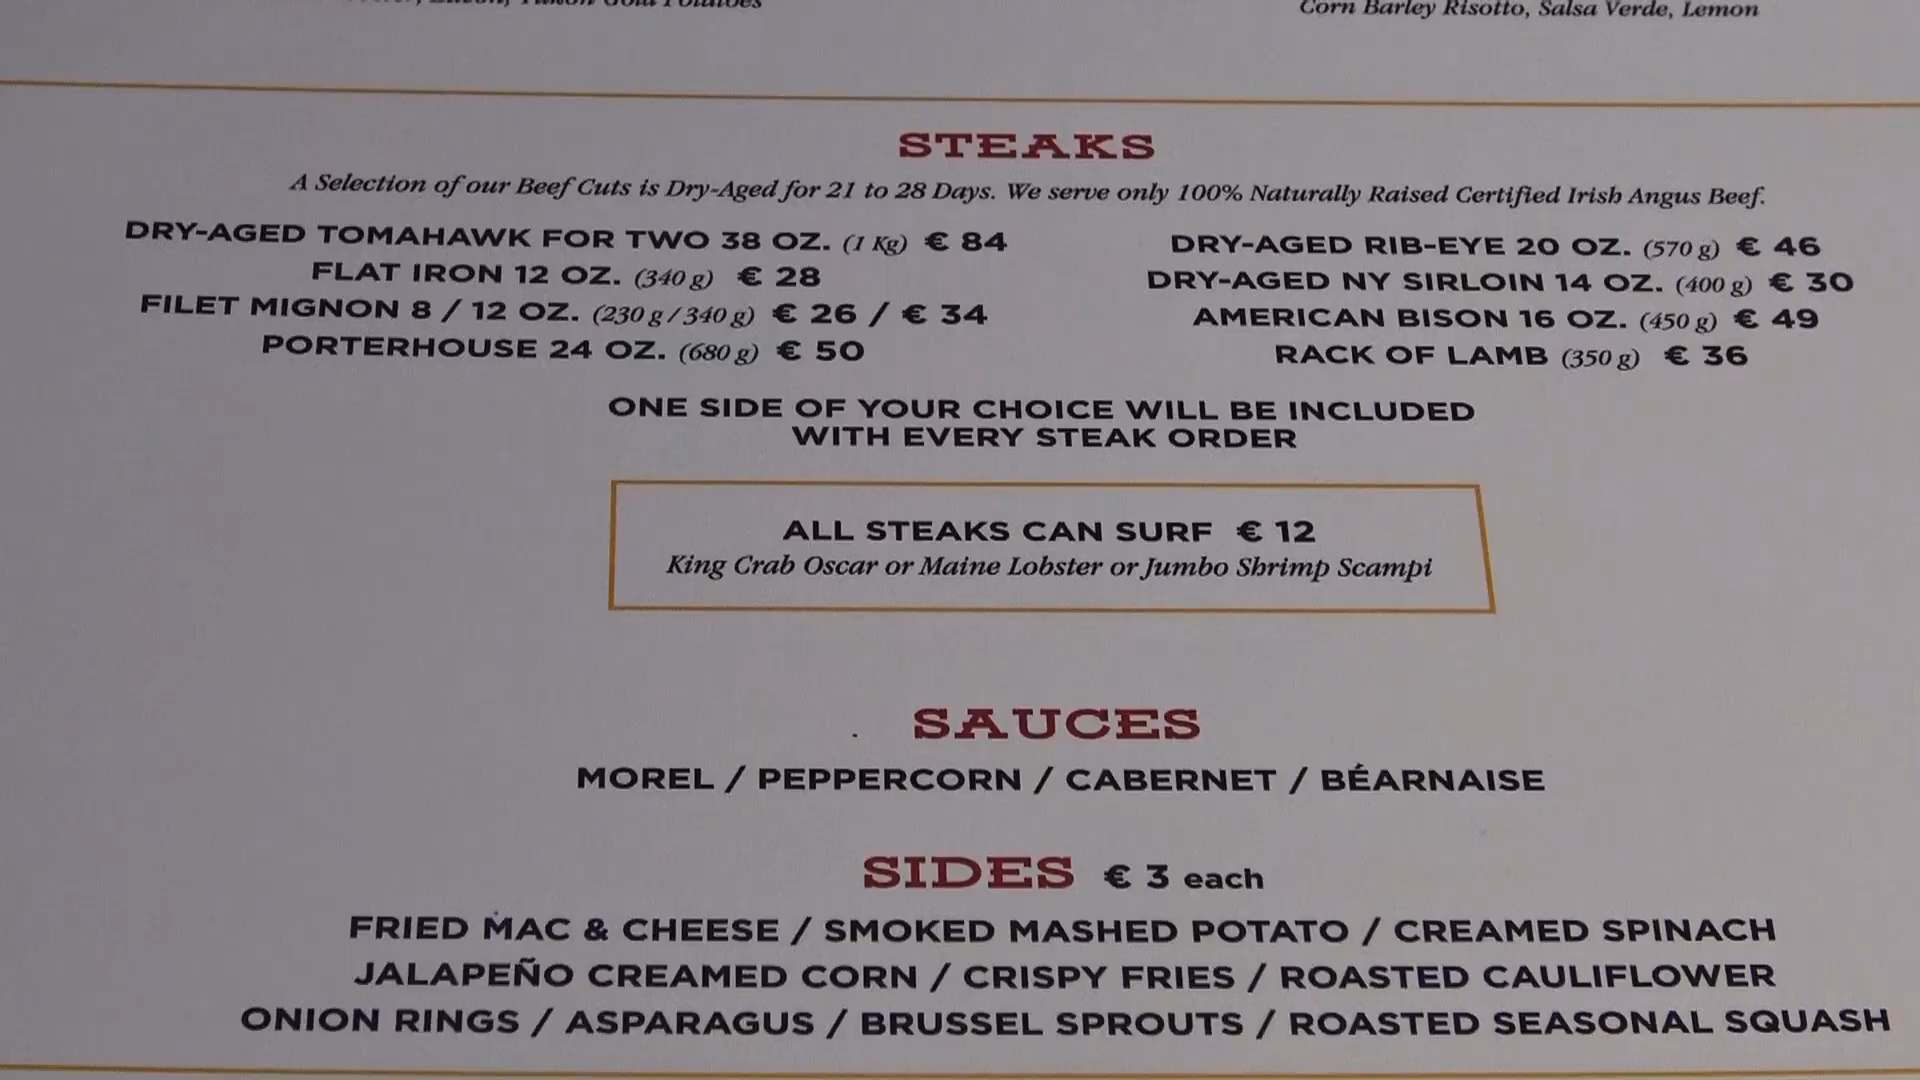 Potatoes
Corn Barley Risotto, Salsa Verde, Lemon
STEAKS
A Selection of our Beef Cuts is Dry-Aged for 21 to 28 Days. We serve only 100% Naturally Raised Certified Irish Angus Beef.
DRY-AGED TOMAHAWK FOR TWO 38 OZ. (1 Kg) € 84
FLAT IRON 12 OZ. (340 g) € 28
FILET MIGNON 8 / 12 OZ. (230 g / 340 g) € 26 / € 34
PORTERHOUSE 24 OZ. (680 g) € 50
DRY-AGED RIB-EYE 20 OZ. (570 g) € 46
DRY-AGED NY SIRLOIN 14 OZ. (400 g) € 30
AMERICAN BISON 16 OZ. (450 g) € 49
RACK OF LAMB (350 g) € 36
ONE SIDE OF YOUR CHOICE WILL BE INCLUDED
WITH EVERY STEAK ORDER
ALL STEAKS CAN SURF € 12
King Crab Oscar or Maine Lobster or Jumbo Shrimp Scampi
SAUCES
MOREL / PEPPERCORN / CABERNET / BÉARNAISE
SIDES € 3 each
FRIED MAC & CHEESE / SMOKED MASHED POTATO / CREAMED SPINACH
JALAPEÑO CREAMED CORN / CRISPY FRIES / ROASTED CAULIFLOWER
ONION RINGS / ASPARAGUS / BRUSSEL SPROUTS / ROASTED SEASONAL SQUASH